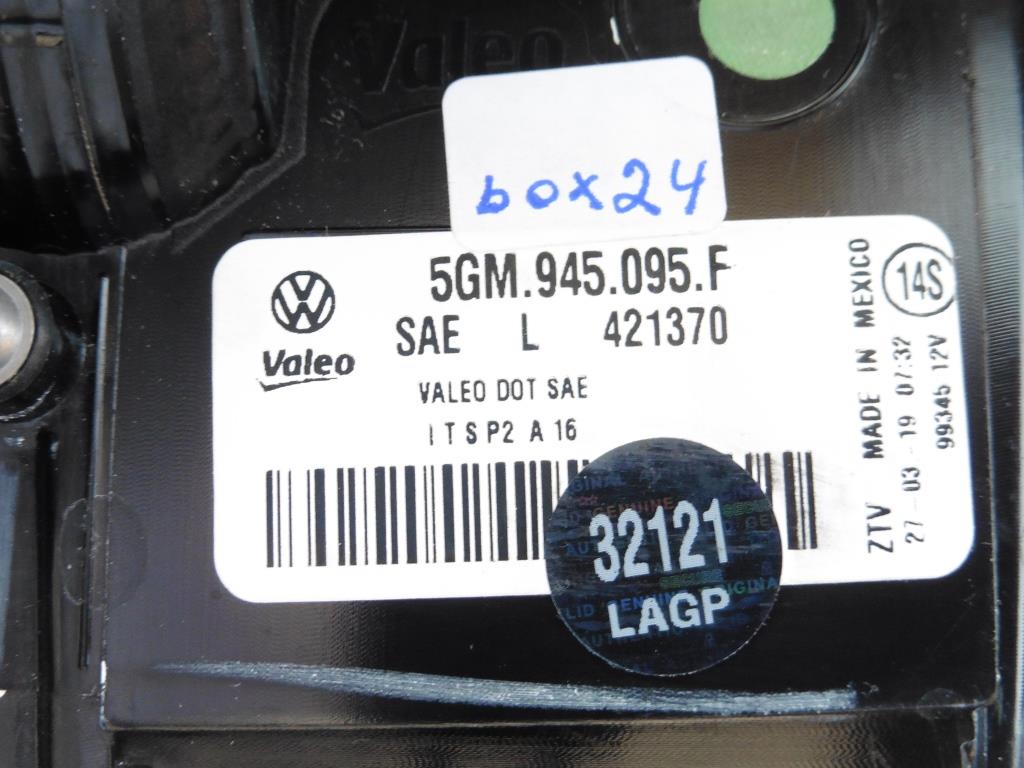 Valeo
box24
5GM.945.095.F
SAE L 421370
Valeo
VALEO DOT SAE
I T S P2 A 16
ZTV MADE IN MEXICO
27-03-19 07:32
99345 12V
14S
32121
LAGP
GENUINE